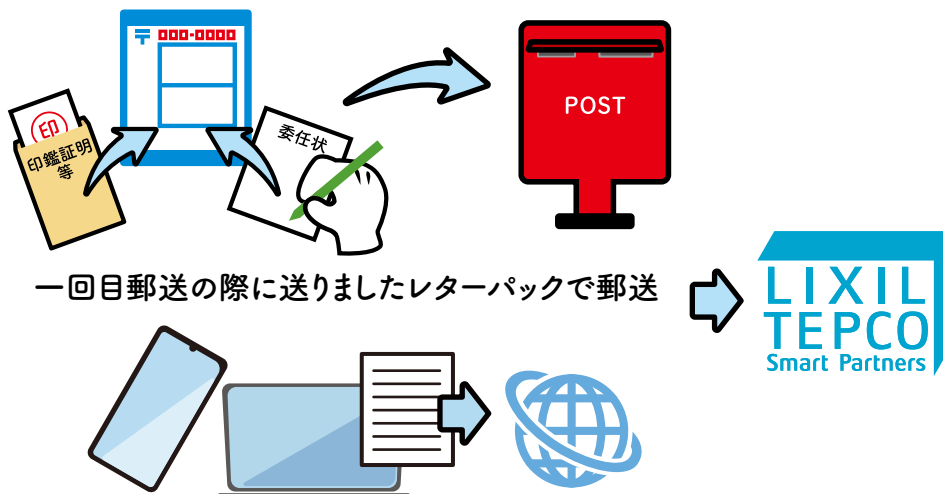 〒 000-0000
印
印鑑証明
等
委任状
POST
一回目郵送の際に送りましたレターパックで郵送
LIXIL
TEPCO
Smart Partners